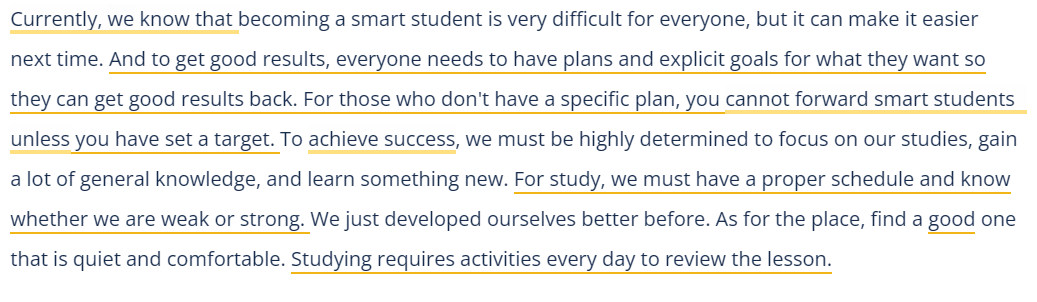 Currently, we know that becoming a smart student is very difficult for everyone, but it can make it easier
next time. And to get good results, everyone needs to have plans and explicit goals for what they want so
they can get good results back. For those who don't have a specific plan, you cannot forward smart students
unless you have set a target. To achieve success, we must be highly determined to focus on our studies, gain
a lot of general knowledge, and learn something new. For study, we must have a proper schedule and know
whether we are weak or strong. We just developed ourselves better before. As for the place, find a good one
that is quiet and comfortable. Studying requires activities every day to review the lesson.